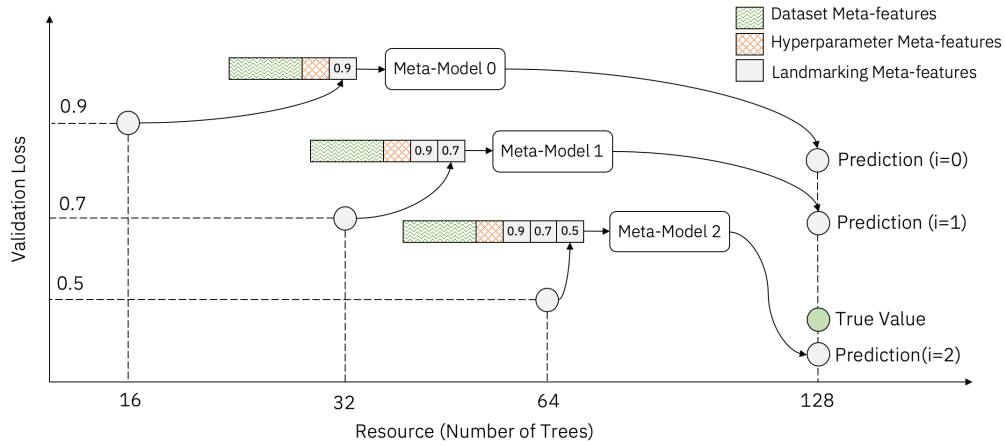 Dataset Meta-features
Hyperparameter Meta-features
Landmarking Meta-features
0.9
Meta-Model 0
0.9
Prediction (i=0)
0.9 0.7
Meta-Model 1
0.7
Prediction (i=1)
0.9 0.7 0.5
Meta-Model 2
0.5
True Value
Prediction(i=2)
Validation Loss
16 32 64 128
Resource (Number of Trees)